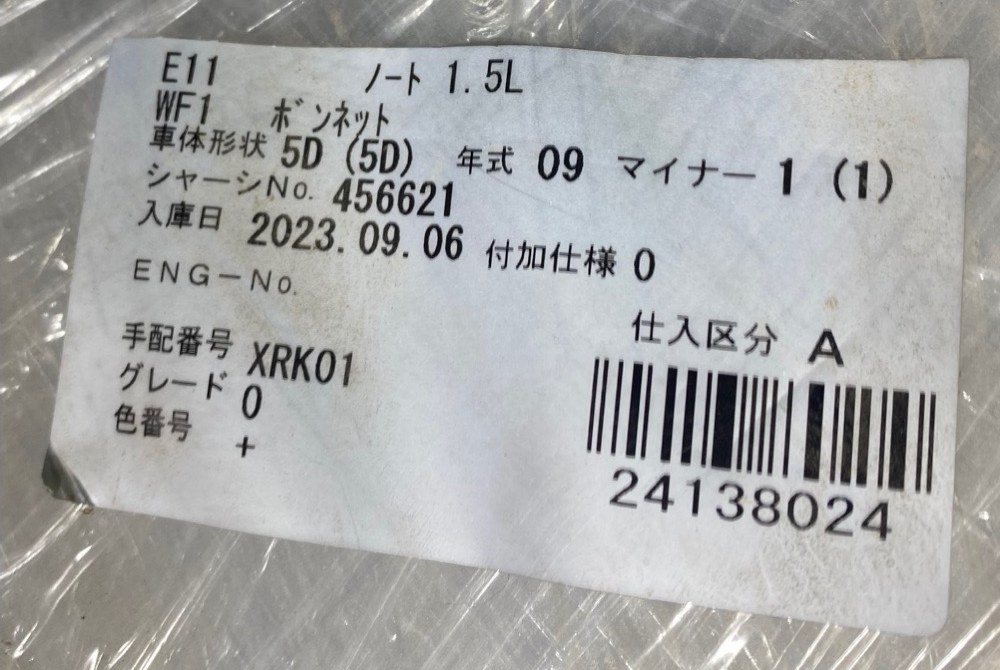 E11 ノート 1.5L
WF1 ボンネット
車体形状 5D (5D) 年式 09 マイナー 1 (1)
シャーシNo. 456621
入庫日 2023.09.06 付加仕様 0
ENG-No.
仕入区分 A
手配番号 XRK01
グレード 0
色番号 +
24138024